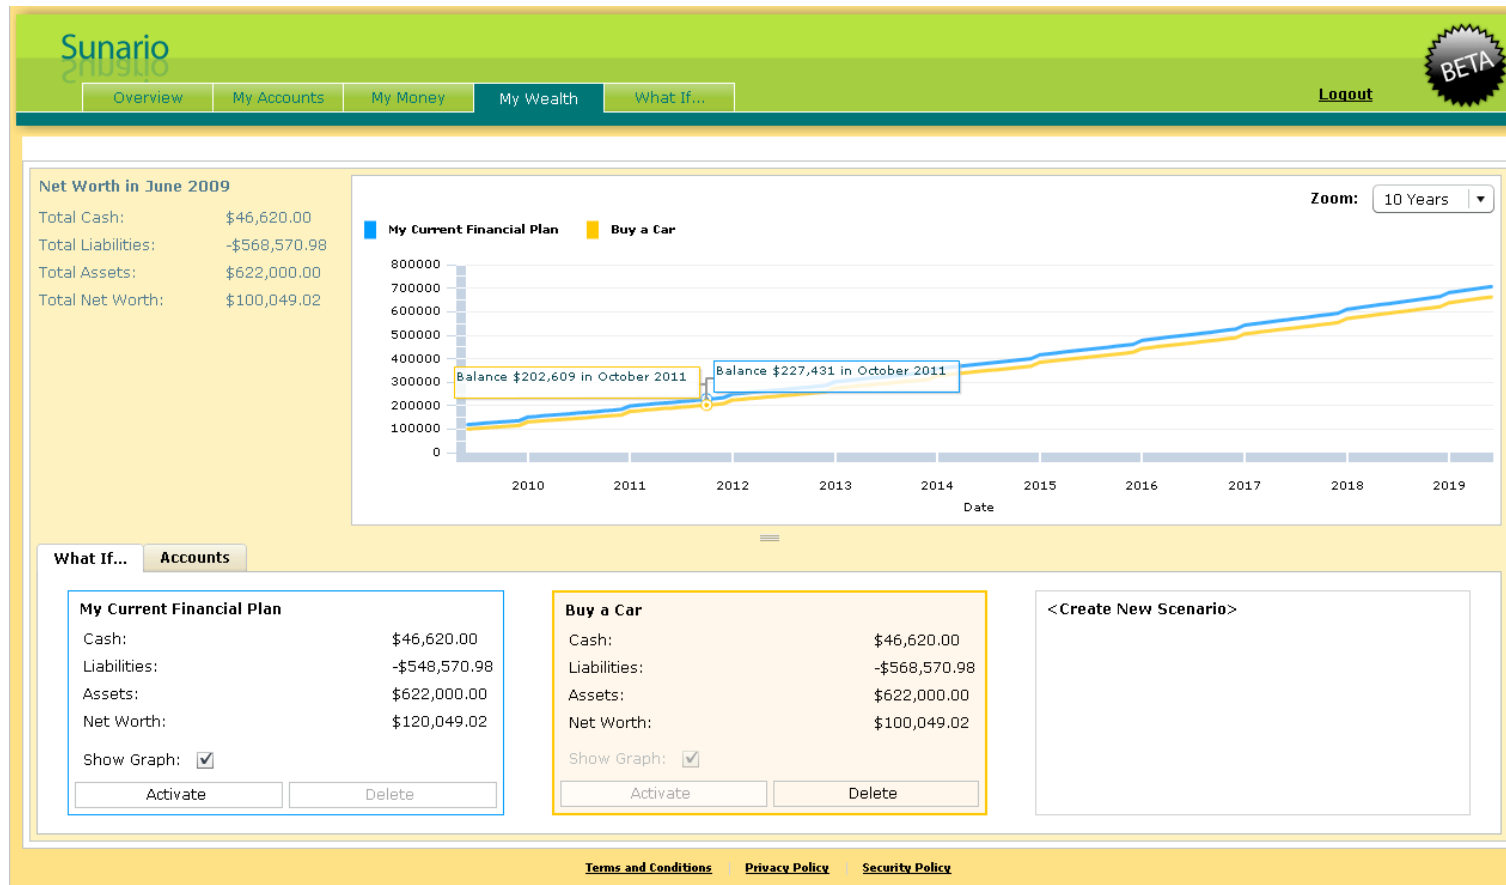 Sunario
BETA
Overview My Accounts My Money My Wealth What If... Logout
Net Worth in June 2009
Total Cash: $46,620.00
Total Liabilities: -$568,570.98
Total Assets: $622,000.00
Total Net Worth: $100,049.02
Zoom: 10 Years
My Current Financial Plan Buy a Car
800000
700000
600000
500000
400000
300000
200000
100000
0
Balance $202,609 in October 2011
Balance $227,431 in October 2011
2010 2011 2012 2013 2014 2015 2016 2017 2018 2019
Date
What If... Accounts
My Current Financial Plan
Cash: $46,620.00
Liabilities: -$548,570.98
Assets: $622,000.00
Net Worth: $120,049.02
Show Graph:
Activate Delete
Buy a Car
Cash: $46,620.00
Liabilities: -$568,570.98
Assets: $622,000.00
Net Worth: $100,049.02
Show Graph:
Activate Delete
<Create New Scenario>
Terms and Conditions Privacy Policy Security Policy